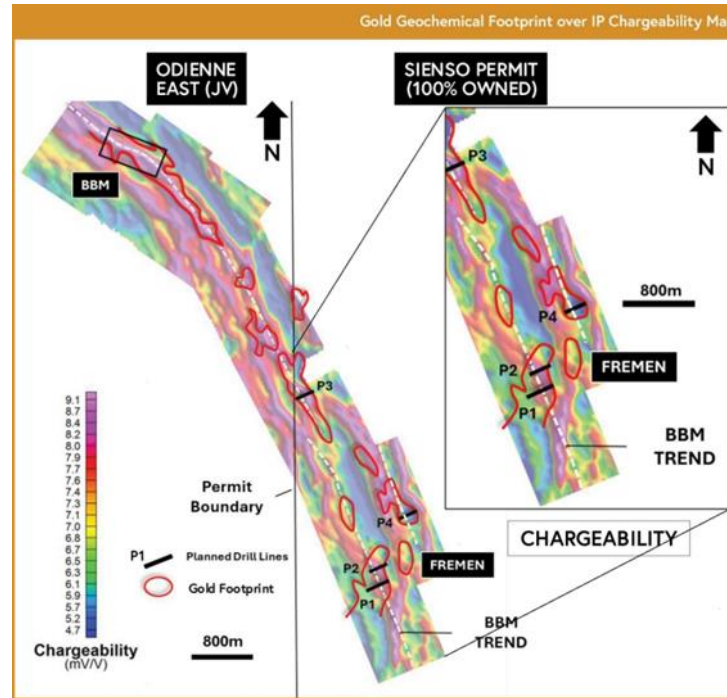 Gold Geochemical Footprint over IP Chargeability Ma
ODIENNE
EAST (JV)
N
BBM
P3
Permit
Boundary
9.1
8.7
8.4
8.2
8.0
7.9
7.7
7.6
7.4
7.3
7.1
7.0
6.8
6.7
6.5
6.3
6.1
5.9
5.7
5.2
4.7
Chargeability
(mV/V)
P1
Planned Drill Lines
Gold Footprint
800m
P4
P2
P1
FREMEN
BBM
TREND
SIENSO PERMIT
(100% OWNED)
N
P3
800m
P4
P2
FREMEN
P1
BBM
TREND
CHARGEABILITY